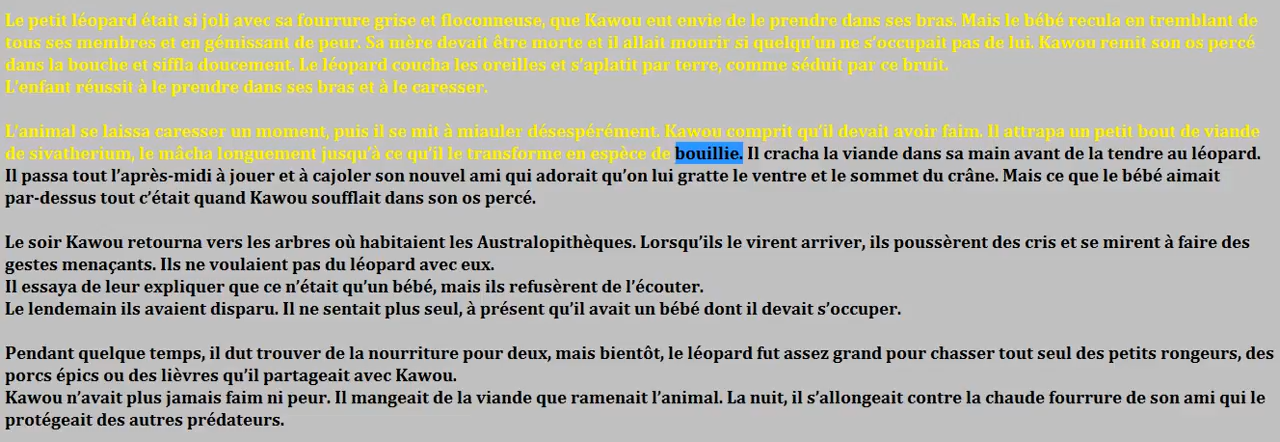 Le petit léopard était si joli avec sa fourrure grise et floconneuse, que Kawou eut envie de le prendre dans ses bras. Mais le bébé recula en tremblant de
tous ses membres et en gémissant de peur. Sa mère devait être morte et il allait mourir si quelqu'un ne s'occupait pas de lui. Kawou remit son os percé
dans la bouche et siffla doucement. Le léopard coucha les oreilles et s'aplatit par terre, comme séduit par ce bruit.
L'enfant réussit à le prendre dans ses bras et à le caresser.
L'animal se laissa caresser un moment, puis il se mit à miauler désespérément. Kawou comprit qu'il devait avoir faim. Il attrapa un petit bout de viande
de sivatherium, le mâcha longuement jusqu'à ce qu'il le transforme en espèce de bouillie. Il cracha la viande dans sa main avant de la tendre au léopard.
Il passa tout l'après-midi à jouer et à cajoler son nouvel ami qui adorait qu'on lui gratte le ventre et le sommet du crâne. Mais ce que le bébé aimait
par-dessus tout c'était quand Kawou soufflait dans son os percé.
Le soir Kawou retourna vers les arbres où habitaient les Australopithèques. Lorsqu'ils le virent arriver, ils poussèrent des cris et se mirent à faire des
gestes menaçants. Ils ne voulaient pas du léopard avec eux.
Il essaya de leur expliquer que ce n'était qu'un bébé, mais ils refusèrent de l'écouter.
Le lendemain ils avaient disparu. Il ne sentait plus seul, à présent qu'il avait un bébé dont il devait s'occuper.
Pendant quelque temps, il dut trouver de la nourriture pour deux, mais bientôt, le léopard fut assez grand pour chasser tout seul des petits rongeurs, des
porcs épics ou des lièvres qu'il partageait avec Kawou.
Kawou n'avait plus jamais faim ni peur. Il mangeait de la viande que ramenait l'animal. La nuit, il s'allongeait contre la chaude fourrure de son ami qui le
protégeait des autres prédateurs.